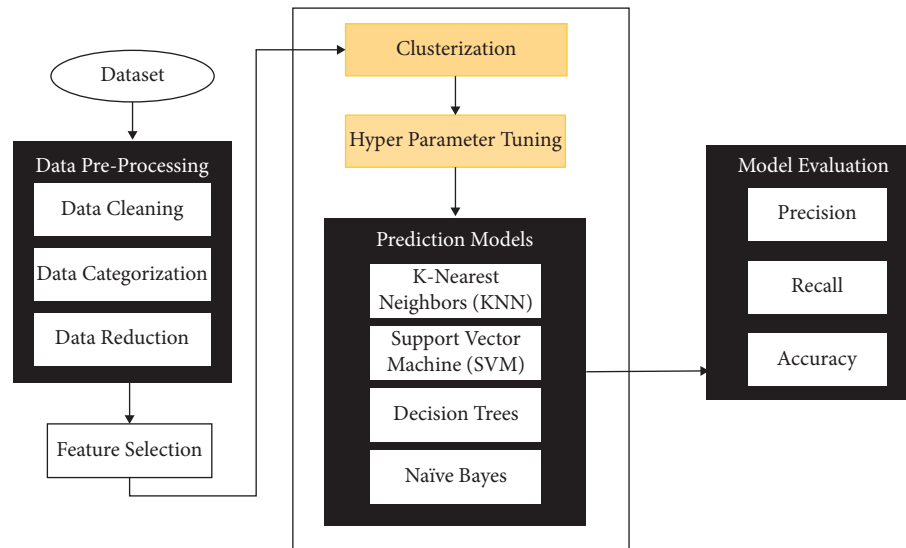 Dataset
Data Pre-Processing
Data Cleaning
Data Categorization
Data Reduction
Feature Selection
Clusterization
Hyper Parameter Tuning
Prediction Models
K-Nearest
Neighbors (KNN)
Support Vector
Machine (SVM)
Decision Trees
Naïve Bayes
Model Evaluation
Precision
Recall
Accuracy